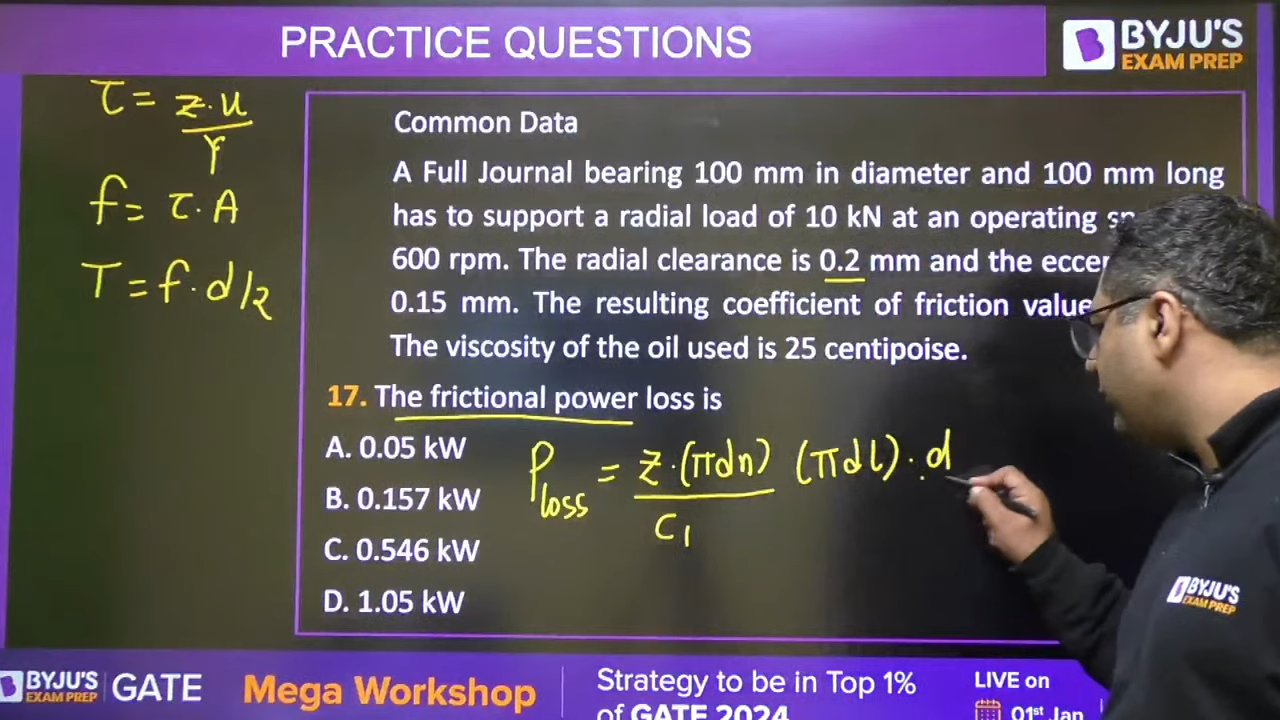 PRACTICE QUESTIONS
BYJU'S
EXAM PREP
τ = z·u
r
f = τ·A
T = f·d/2
Common Data
A Full Journal bearing 100 mm in diameter and 100 mm long
has to support a radial load of 10 kN at an operating
600 rpm. The radial clearance is 0.2 mm and the
0.15 mm. The resulting coefficient of friction
The viscosity of the oil used is 25 centipoise.
17. The frictional power loss is
A. 0.05 kW
B. 0.157 kW
C. 0.546 kW
D. 1.05 kW
P loss = z·(πdn) (πdl)·d
C1
BYJU'S
EXAM PREP
BYJU'S
EXAM PREP
GATE
Mega Workshop
Strategy to be in Top 1%
of GATE 2024
LIVE on
01st Jan